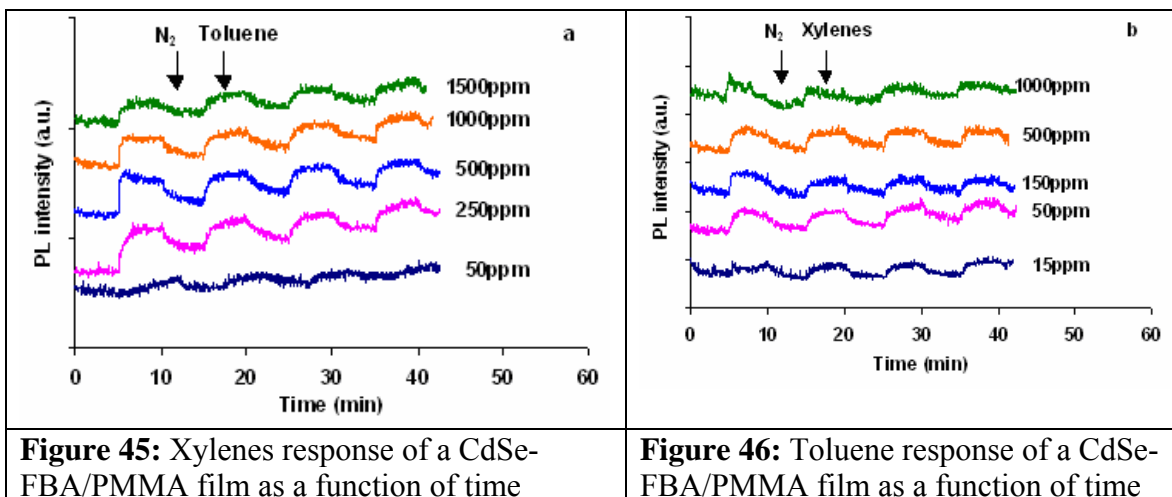 N₂ Toluene a
1500ppm
1000ppm
500ppm
250ppm
50ppm
PL intensity (a.u.)
0 10 20 30 40 50 60
Time (min)
N₂ Xylenes b
1000ppm
500ppm
150ppm
50ppm
15ppm
PL intensity (a.u.)
0 10 20 30 40 50 60
Time (min)
Figure 45: Xylenes response of a CdSe-
FBA/PMMA film as a function of time
Figure 46: Toluene response of a CdSe-
FBA/PMMA film as a function of time